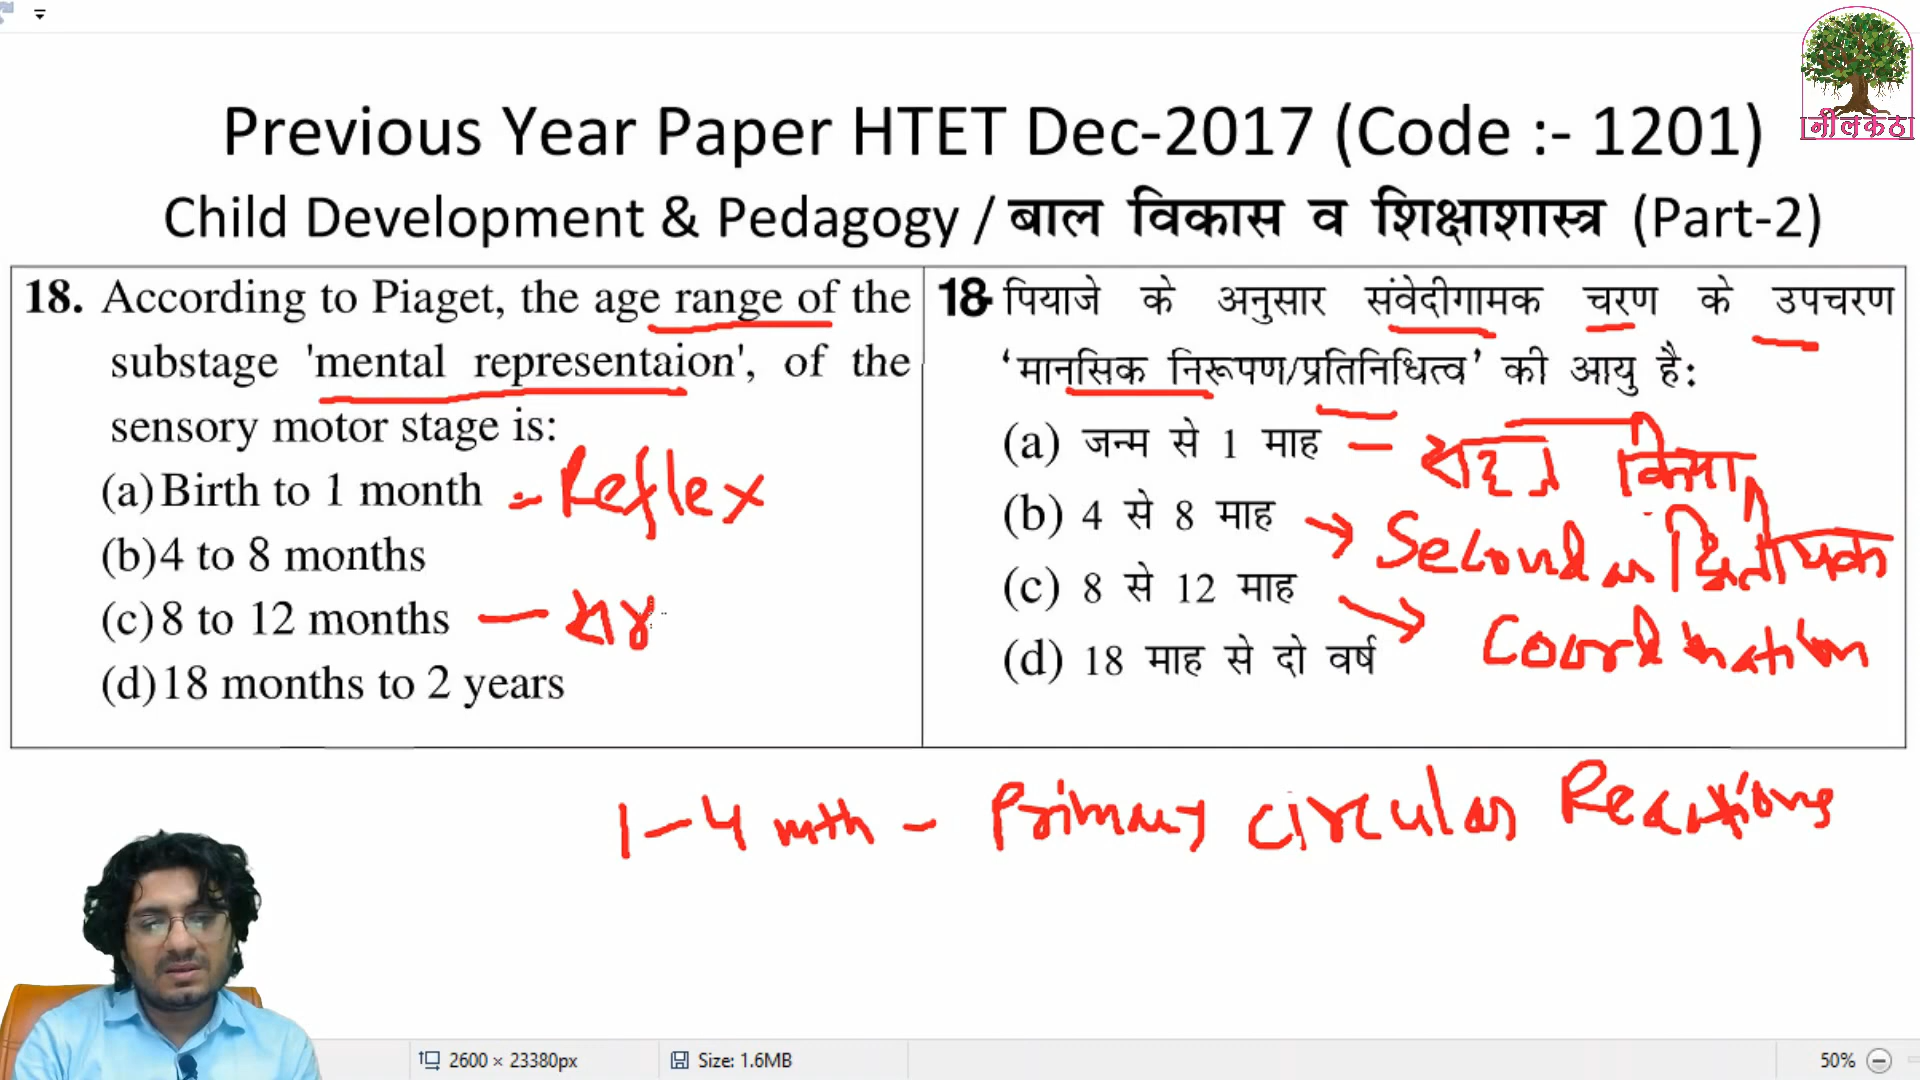 नीलकंठ
Previous Year Paper HTET Dec-2017 (Code :- 1201)
Child Development & Pedagogy / बाल विकास व शिक्षाशास्त्र (Part-2)
18. According to Piaget, the age range of the
substage 'mental representaion', of the
sensory motor stage is:
(a) Birth to 1 month - Reflex
(b) 4 to 8 months
(c) 8 to 12 months —
(d) 18 months to 2 years
18 पियाजे के अनुसार संवेदीगामक चरण के उपचरण
‘मानसिक निरूपण/प्रतिनिधित्व’ की आयु है:
(a) जन्म से 1 माह —
(b) 4 से 8 माह →
(c) 8 से 12 माह → Coordination
(d) 18 माह से दो वर्ष
1-4 mth - Primary circular Reactions
2600 × 23380px
Size: 1.6MB
50%